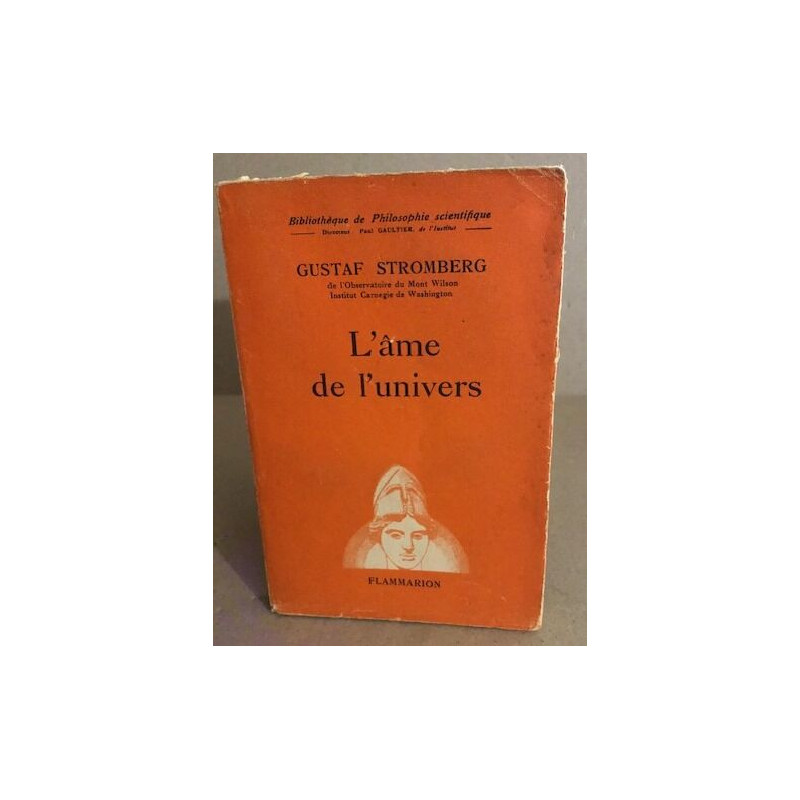 Bibliothèque de Philosophie scientifique
Directeur: Paul GAULTIER, de l'Institut
GUSTAF STROMBERG
de l'Observatoire du Mont Wilson
Institut Carnegie de Washington
L'âme
de l'univers
FLAMMARION